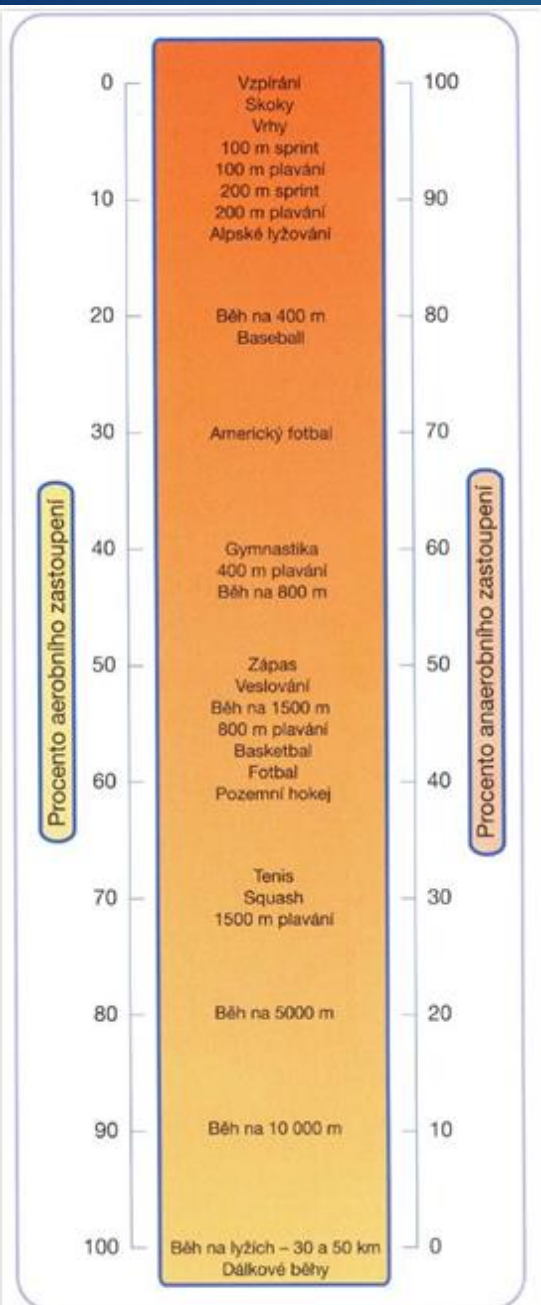 0
Vzpírání
100
Skoky
Vrhy
100 m sprint
100 m plavání
10
200 m sprint
90
200 m plavání
Alpské lyžování
20
Běh na 400 m
80
Baseball
30
Americký fotbal
70
Procento aerobního zastoupení
Procento anaerobního zastoupení
40
Gymnastika
60
400 m plavání
Běh na 800 m
50
Zápas
50
Veslování
Běh na 1500 m
800 m plavání
Basketbal
Fotbal
60
40
Pozemní hokej
Tenis
70
Squash
30
1500 m plavání
80
Běh na 5000 m
20
90
Běh na 10 000 m
10
100
Běh na lyžích – 30 a 50 km
0
Dálkové běhy